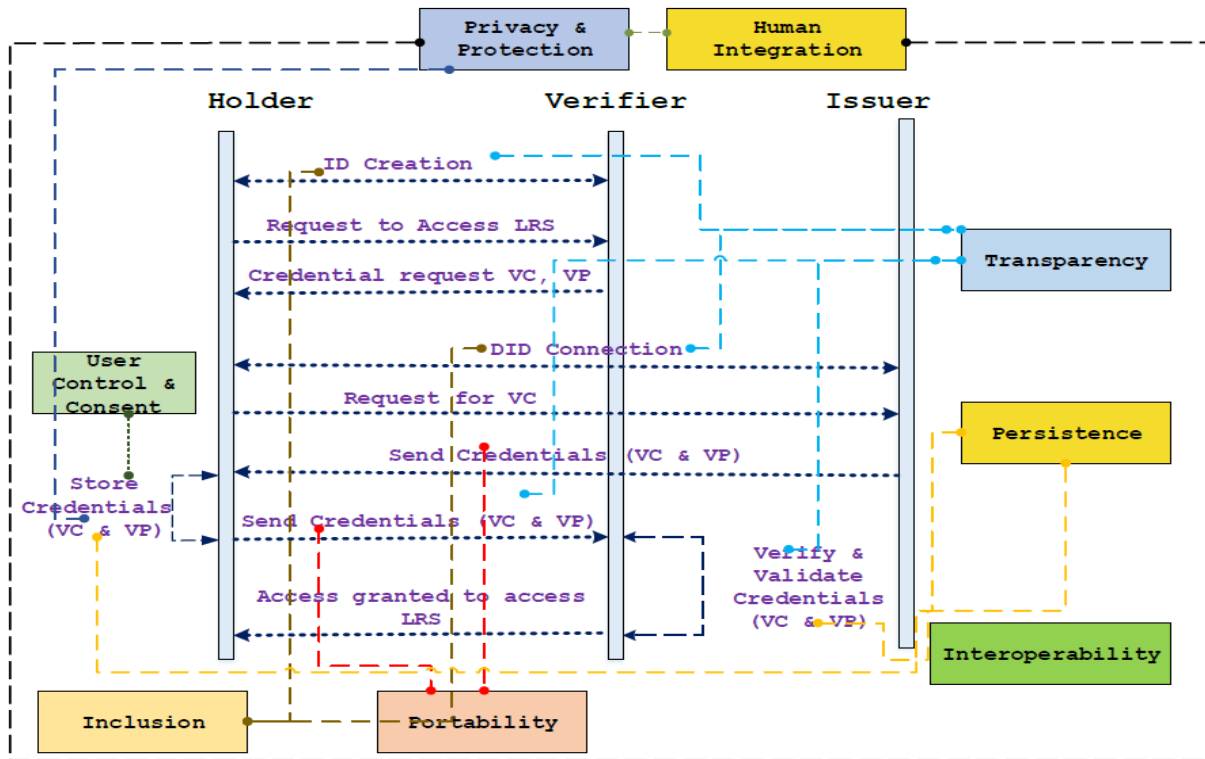 Privacy &
Protection
Human
Integration
Holder
Verifier
Issuer
ID Creation
Request to Access LRS
Transparency
Credential request VC, VP
DID Connection
User
Control &
Consent
Request for VC
Persistence
Send Credentials (VC & VP)
Store
Credentials
(VC & VP)
Send Credentials (VC & VP)
Verify &
Validate
Credentials
(VC & VP)
Access granted to access
LRS
Interoperability
Inclusion
Portability